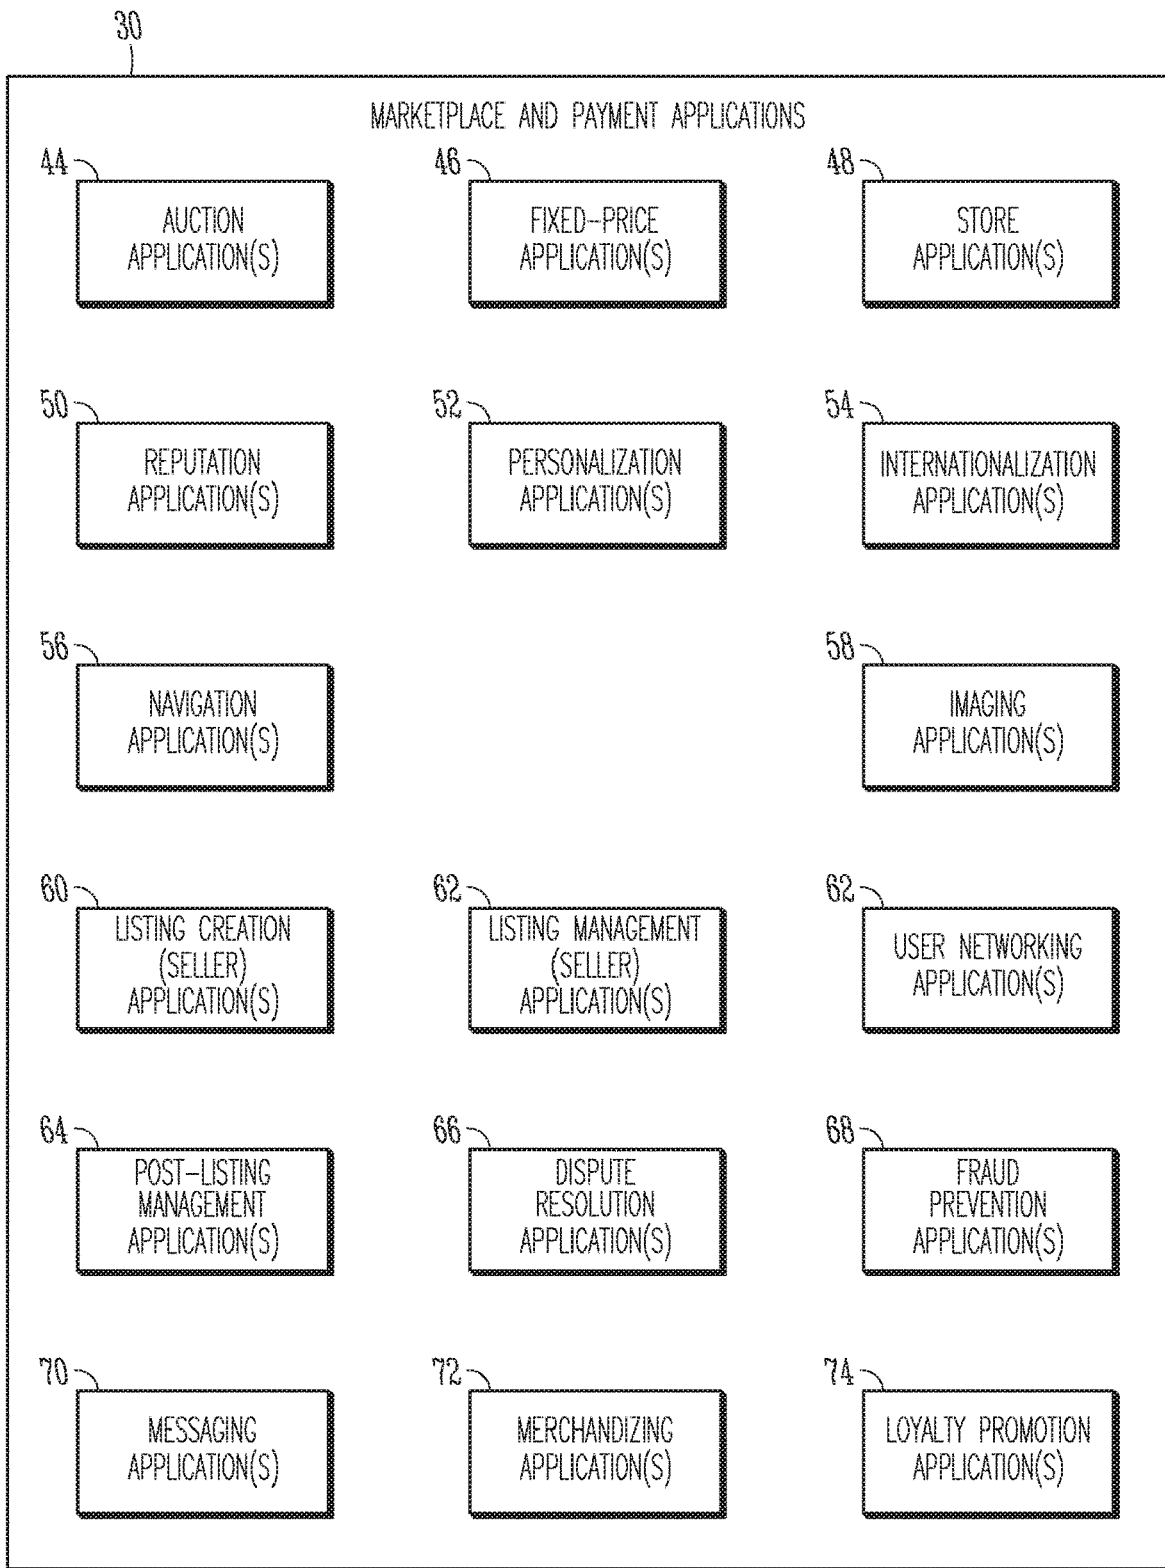 30
MARKETPLACE AND PAYMENT APPLICATIONS
44
AUCTION
APPLICATION(S)
46
FIXED-PRICE
APPLICATION(S)
48
STORE
APPLICATION(S)
50
REPUTATION
APPLICATION(S)
52
PERSONALIZATION
APPLICATION(S)
54
INTERNATIONALIZATION
APPLICATION(S)
56
NAVIGATION
APPLICATION(S)
58
IMAGING
APPLICATION(S)
60
LISTING CREATION
(SELLER)
APPLICATION(S)
62
LISTING MANAGEMENT
(SELLER)
APPLICATION(S)
62
USER NETWORKING
APPLICATION(S)
64
POST-LISTING
MANAGEMENT
APPLICATION(S)
66
DISPUTE
RESOLUTION
APPLICATION(S)
68
FRAUD
PREVENTION
APPLICATION(S)
70
MESSAGING
APPLICATION(S)
72
MERCHANDIZING
APPLICATION(S)
74
LOYALTY PROMOTION
APPLICATION(S)